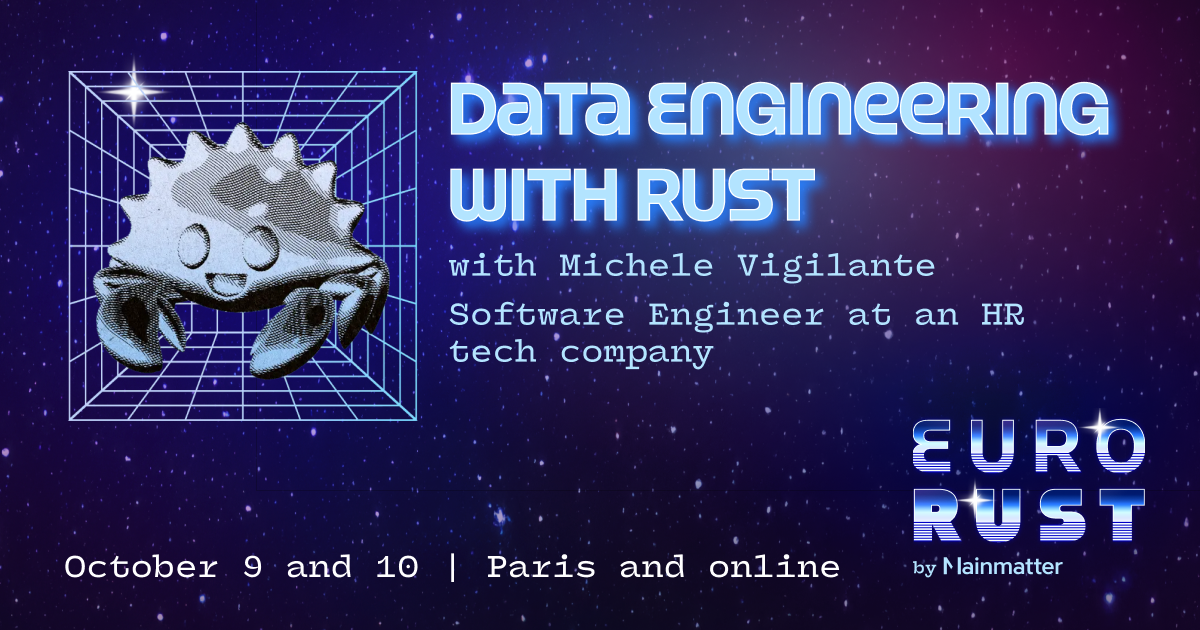 DATA ENGINEERING
WITH RUST
with Michele Vigilante
Software Engineer at an HR
tech company
EURO
RUST
by Mainmatter
October 9 and 10 | Paris and online